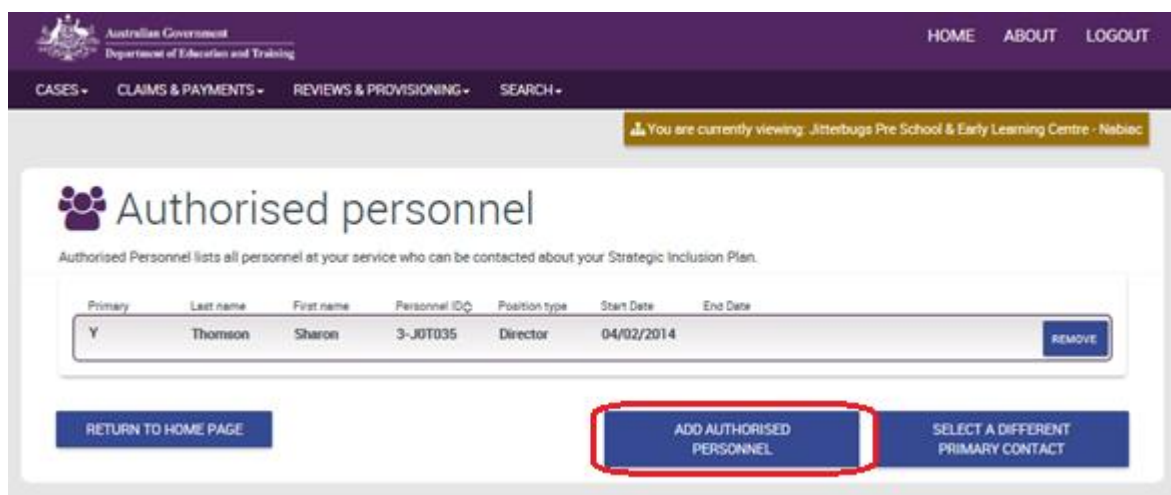 Australian Government
Department of Education and Training
HOME ABOUT LOGOUT
CASES CLAIMS & PAYMENTS REVIEWS & PROVISIONING SEARCH
You are currently viewing: Jitterbugs Pre School & Early Learning Centre - Nabiac
Authorised personnel
Authorised Personnel lists all personnel at your service who can be contacted about your Strategic Inclusion Plan.
Primary Last name First name Personnel ID Position type Start Date End Date
Y Thomson Sharon 3-J0T035 Director 04/02/2014 REMOVE
RETURN TO HOME PAGE
ADD AUTHORISED
PERSONNEL
SELECT A DIFFERENT
PRIMARY CONTACT